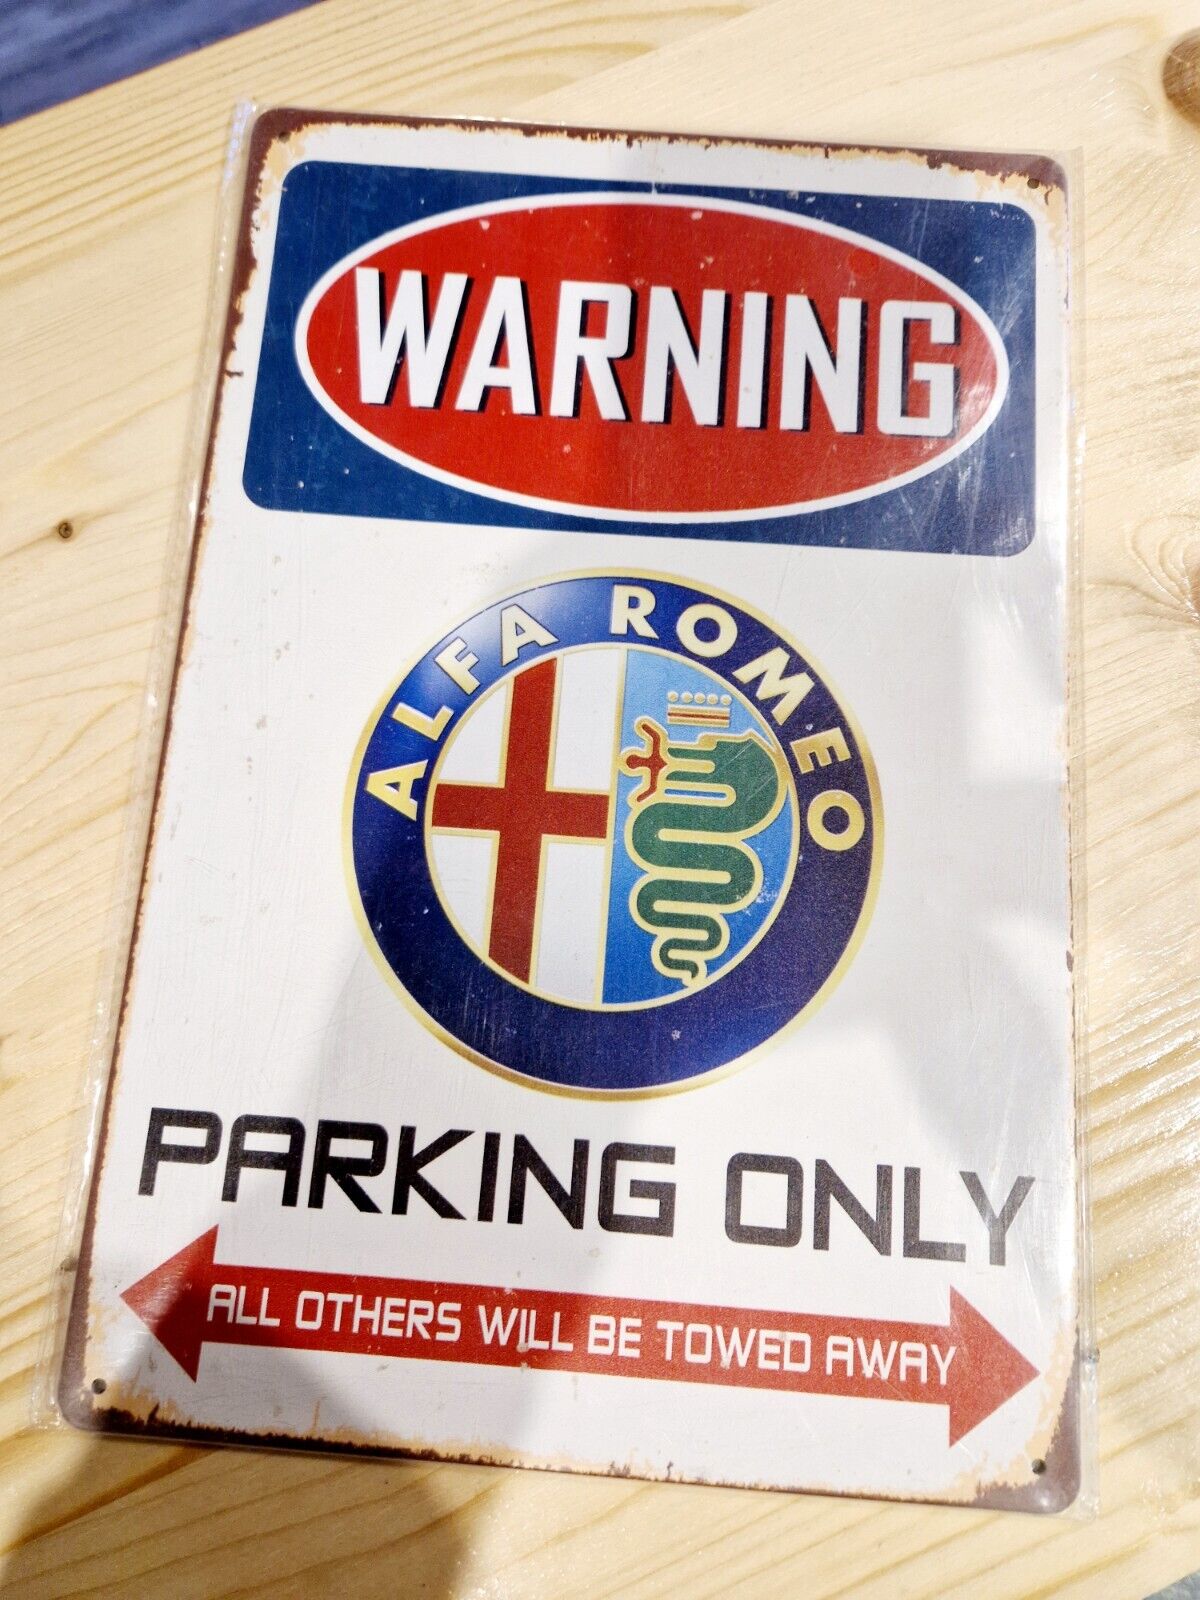 WARNING
ALFA ROMEO
PARKING ONLY
ALL OTHERS WILL BE TOWED AWAY